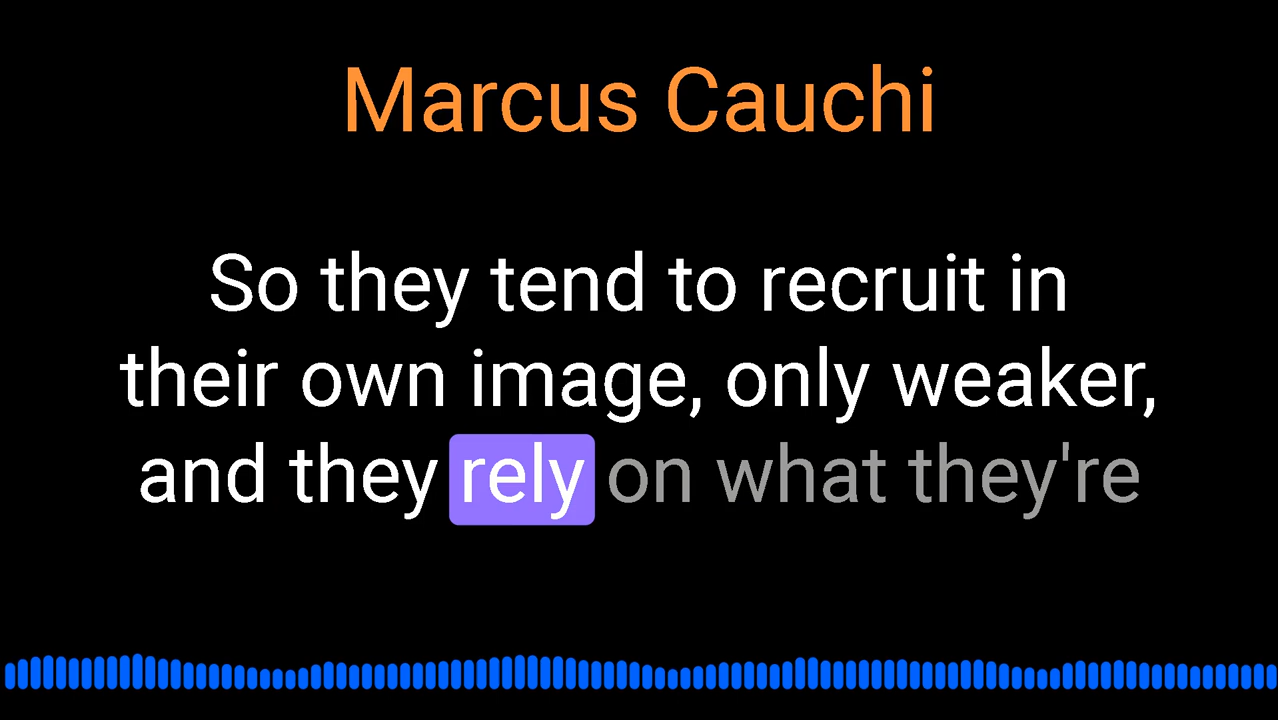 Marcus Cauchi
So they tend to recruit in
their own image, only weaker,
and they rely on what they're